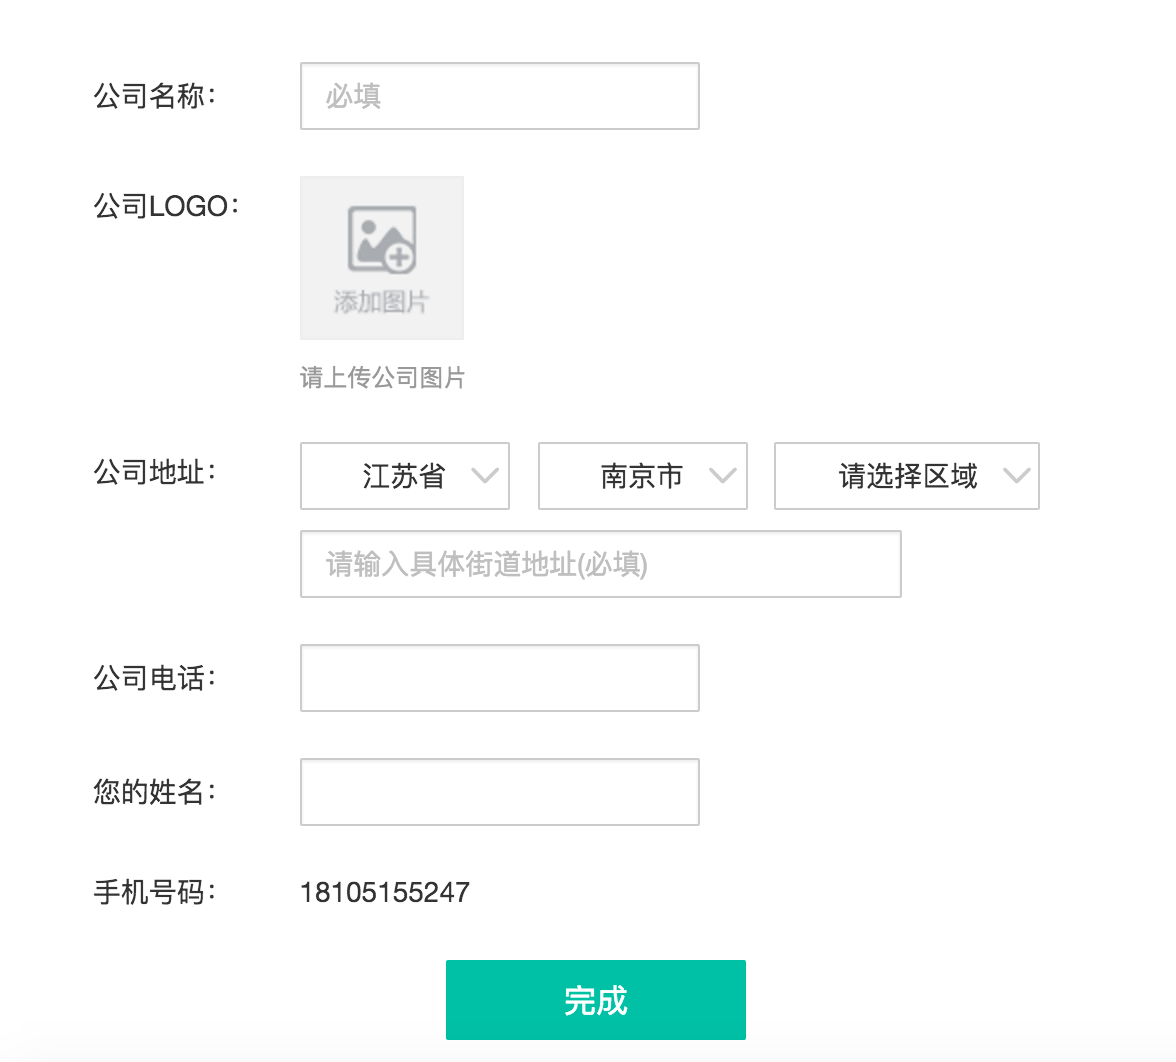 公司名称： 必填
公司LOGO：
添加图片
请上传公司图片
公司地址： 江苏省 南京市 请选择区域
请输入具体街道地址(必填)
公司电话：
您的姓名：
手机号码： 18105155247
完成